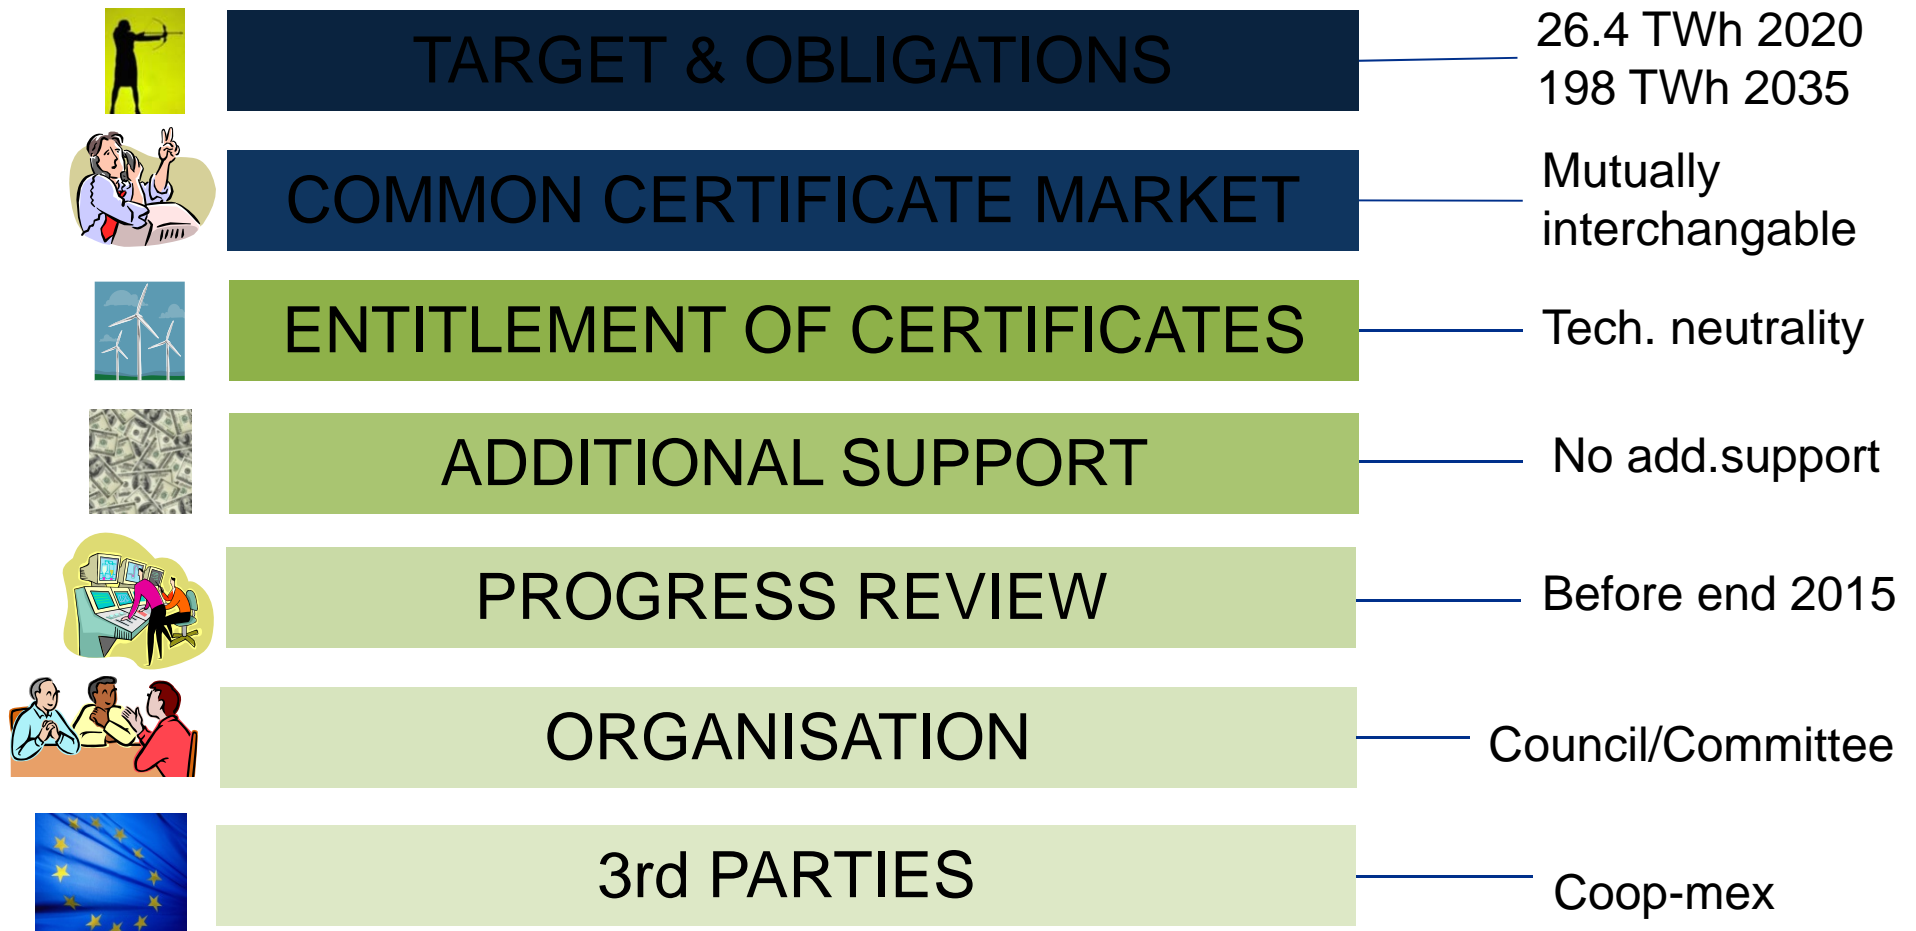 TARGET & OBLIGATIONS
26.4 TWh 2020
198 TWh 2035
COMMON CERTIFICATE MARKET
Mutually
interchangable
ENTITLEMENT OF CERTIFICATES
Tech. neutrality
ADDITIONAL SUPPORT
No add.support
PROGRESS REVIEW
Before end 2015
ORGANISATION
Council/Committee
3rd PARTIES
Coop-mex